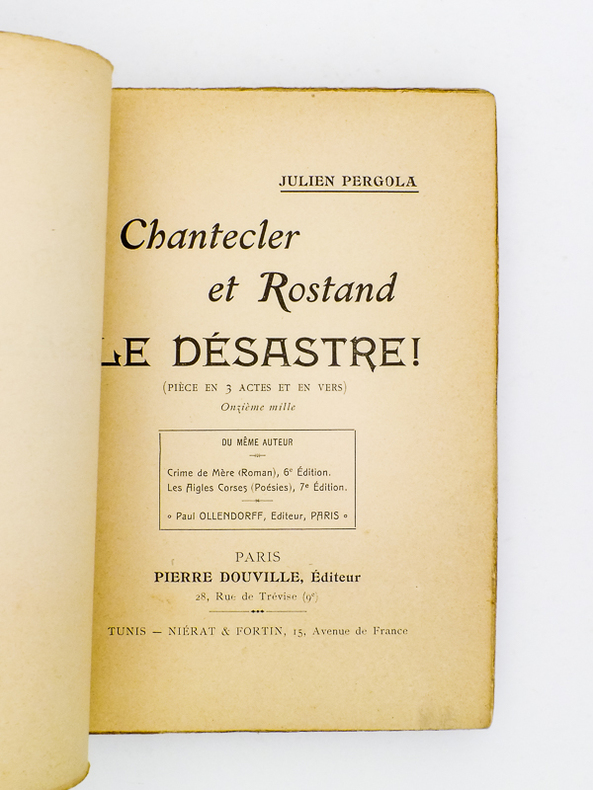 JULIEN PERGOLA
Chantecler
et Rostand
LE DÉSASTRE!
(PIÈCE EN 3 ACTES ET EN VERS)
Onzième mille
DU MÊME AUTEUR
Crime de Mère (Roman), 6e Édition.
Les Aigles Corses (Poésies), 7e Édition.
Paul OLLENDORFF, Editeur, PARIS
PARIS
PIERRE DOUVILLE, Éditeur
28, Rue de Trévise (9e)
TUNIS — NIÉRAT & FORTIN, 15, Avenue de France